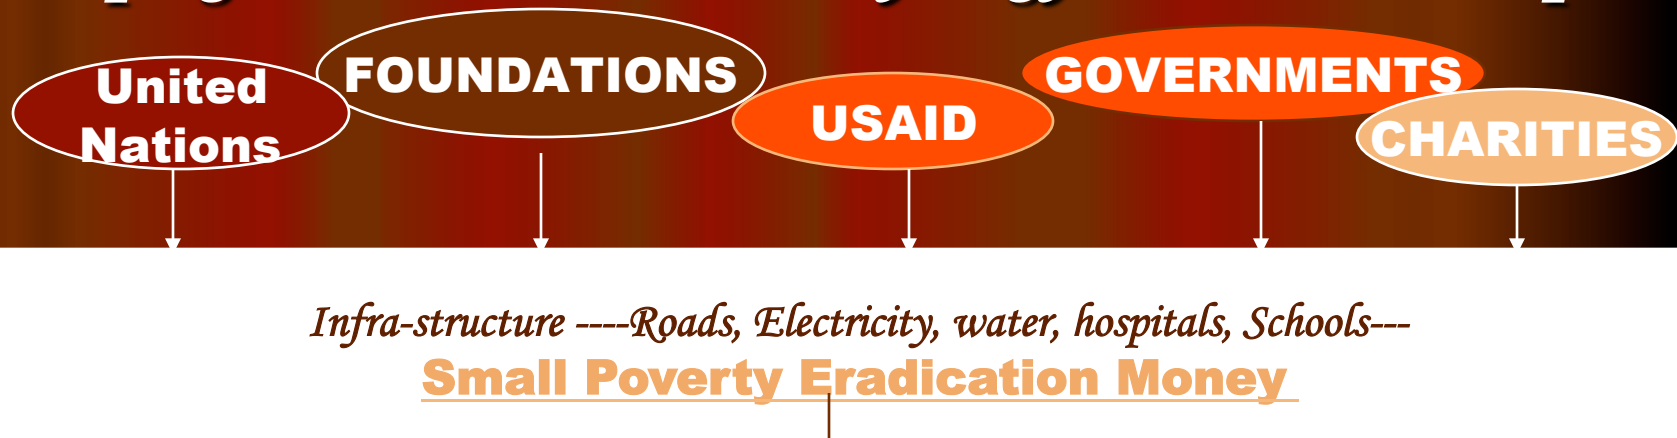 United
Nations
FOUNDATIONS
USAID
GOVERNMENTS
CHARITIES
Infra-structure ----Roads, Electricity, water, hospitals, Schools---
Small Poverty Eradication Money